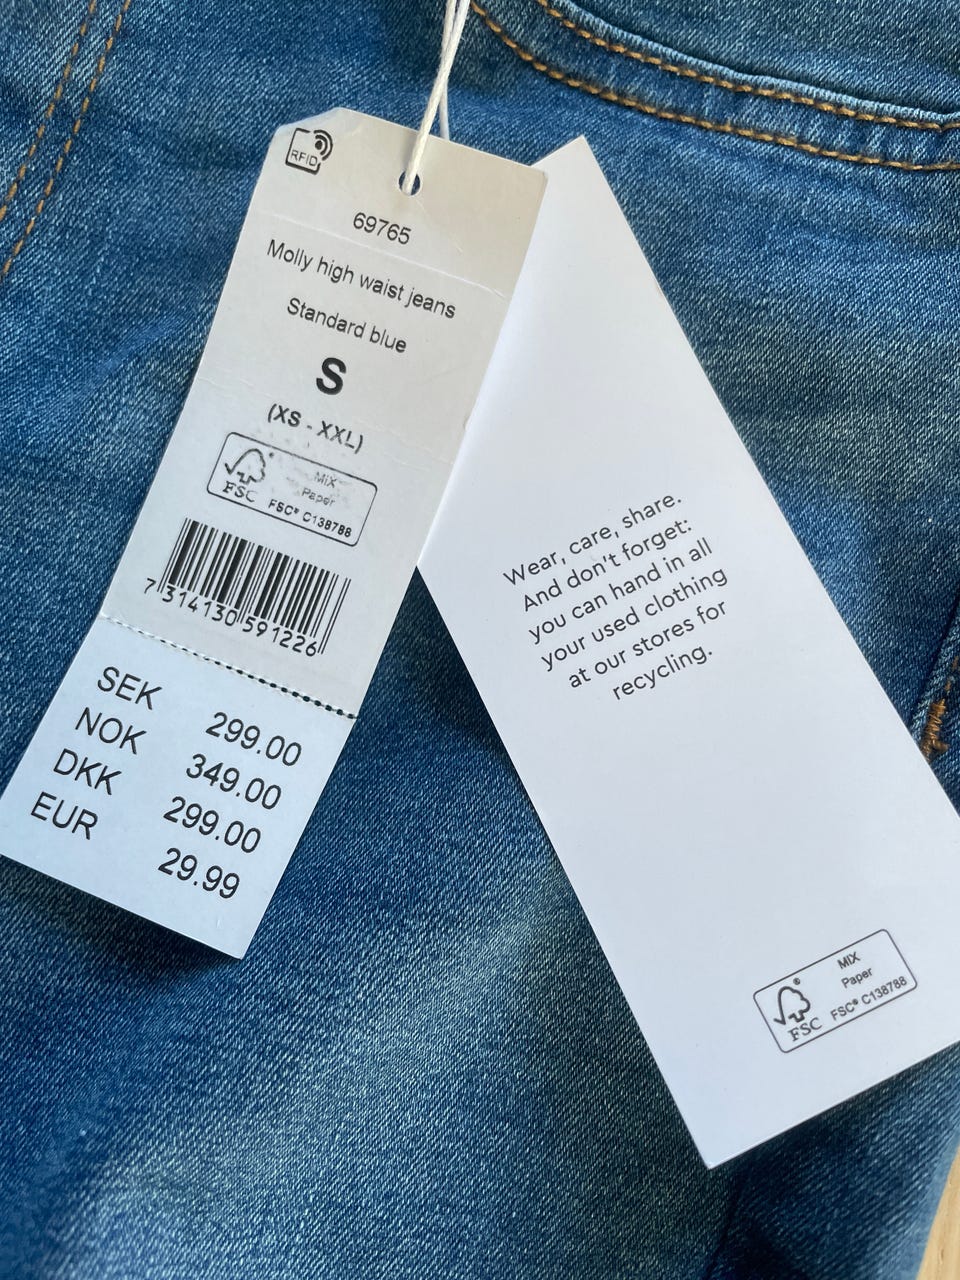 RFID
69765
Molly high waist jeans
Standard blue
S
(XS - XXL)
MIX
Paper
FSC® C138788
FSC
7 314130 591226
SEK 299.00
NOK 349.00
DKK 299.00
EUR 29.99
Wear, care, share.
And don't forget:
you can hand in all
your used clothing
at our stores for
recycling.
MIX
Paper
FSC® C138788
FSC